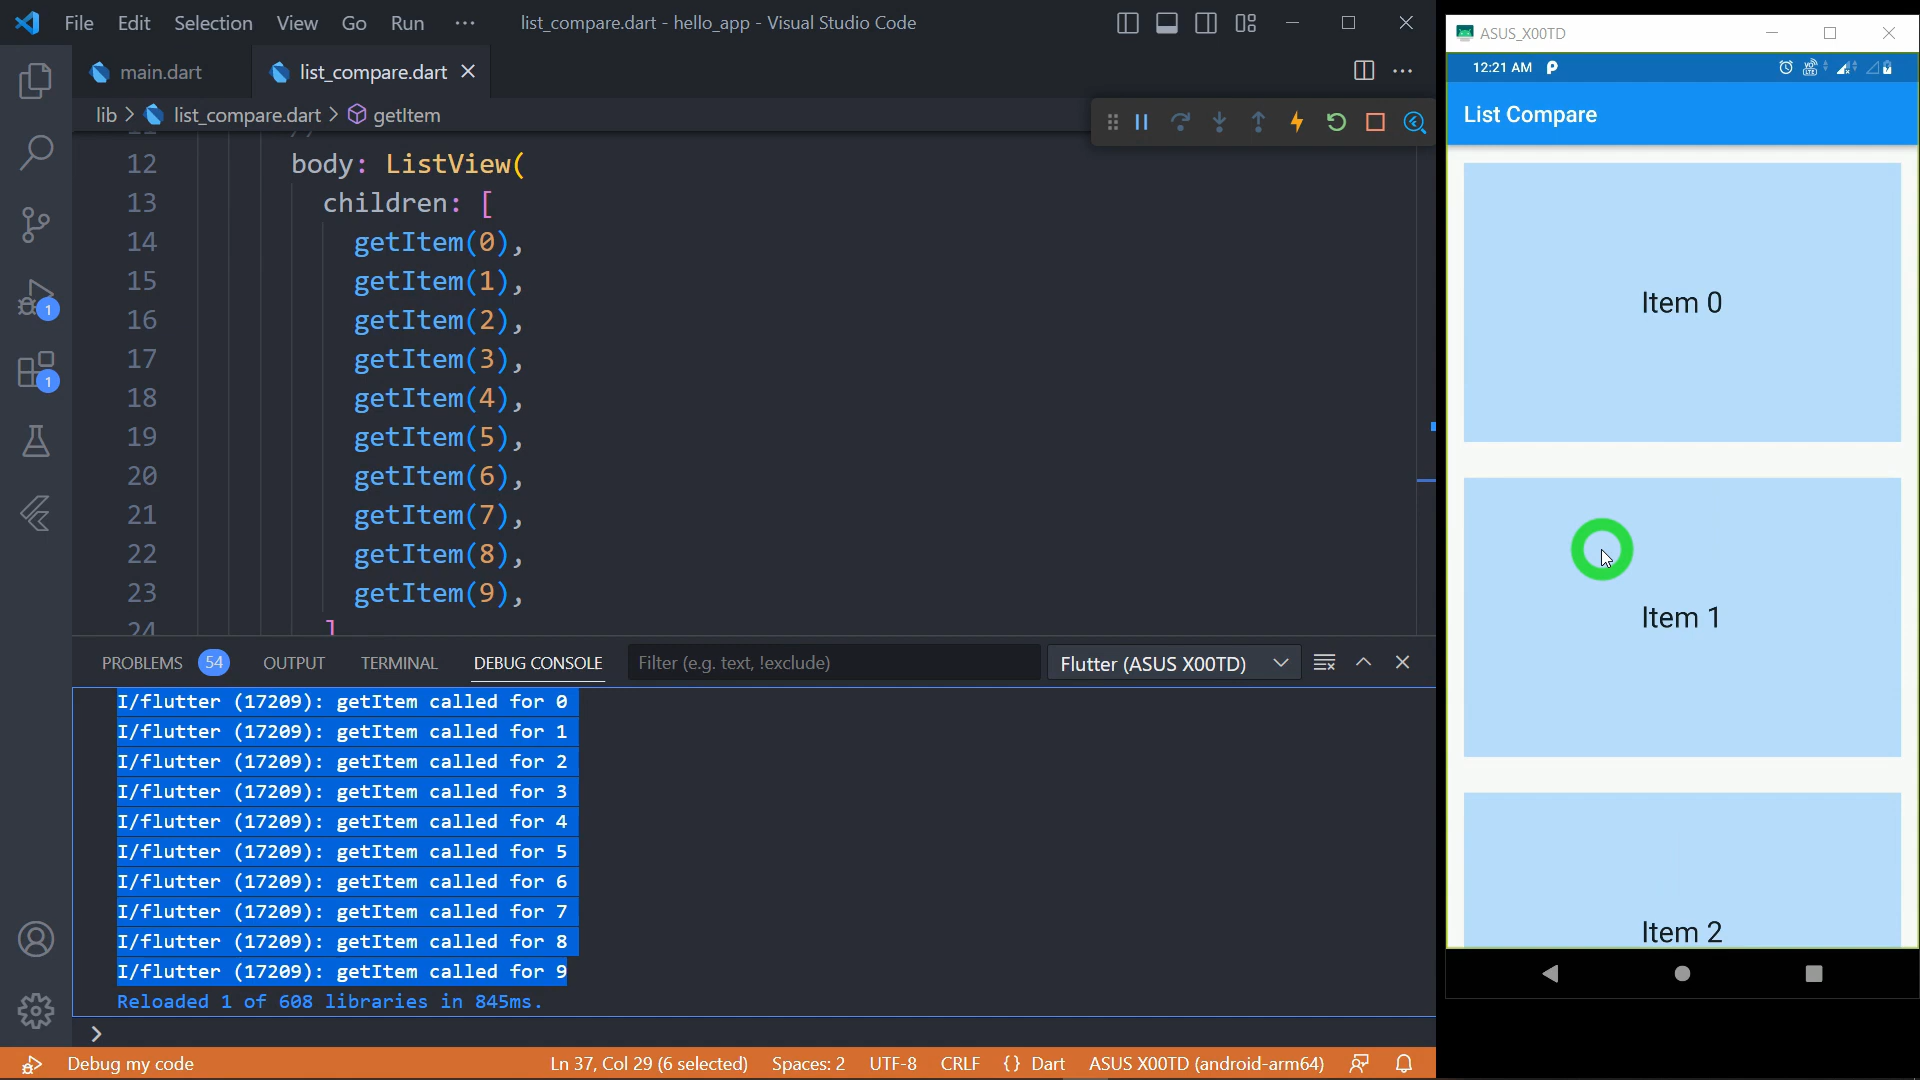 File Edit Selection View Go Run ··· list_compare.dart - hello_app - Visual Studio Code
main.dart list_compare.dart
lib > list_compare.dart > getItem
12 body: ListView(
13 children: [
14 getItem(0),
15 getItem(1),
16 getItem(2),
17 getItem(3),
18 getItem(4),
19 getItem(5),
20 getItem(6),
21 getItem(7),
22 getItem(8),
23 getItem(9),
24 ]
1
1
PROBLEMS 54 OUTPUT TERMINAL DEBUG CONSOLE Filter (e.g. text, !exclude) Flutter (ASUS X00TD)
I/flutter (17209): getItem called for 0
I/flutter (17209): getItem called for 1
I/flutter (17209): getItem called for 2
I/flutter (17209): getItem called for 3
I/flutter (17209): getItem called for 4
I/flutter (17209): getItem called for 5
I/flutter (17209): getItem called for 6
I/flutter (17209): getItem called for 7
I/flutter (17209): getItem called for 8
I/flutter (17209): getItem called for 9
Reloaded 1 of 608 libraries in 845ms.
>
Debug my code Ln 37, Col 29 (6 selected) Spaces: 2 UTF-8 CRLF {} Dart ASUS X00TD (android-arm64)
ASUS_X00TD
12:21 AM
List Compare
Item 0
Item 1
Item 2